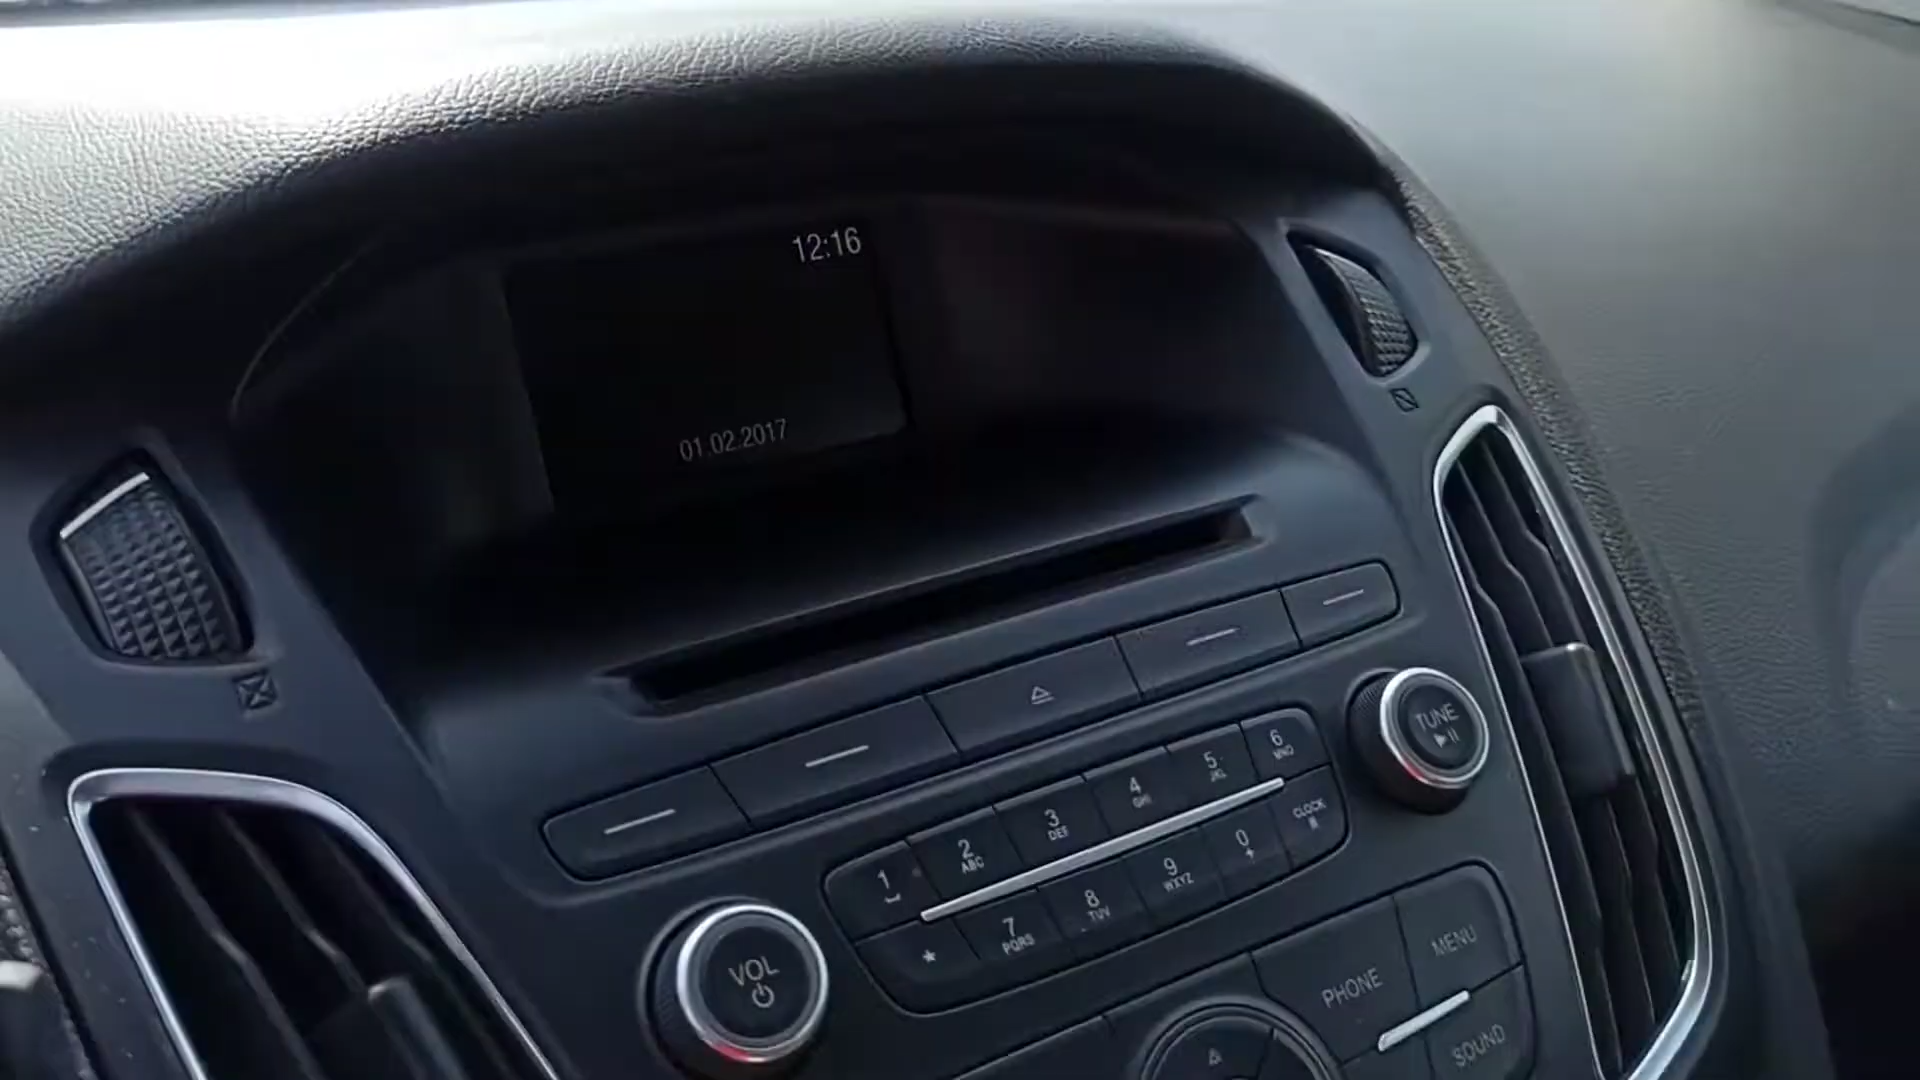 12:16
01.02.2017
TUNE
1
2
ABC
3
DEF
4
GHI
5
JKL
6
MNO
*
7
PQRS
8
TUV
9
WXYZ
0
+
CLOCK
VOL
PHONE
MENU
SOUND